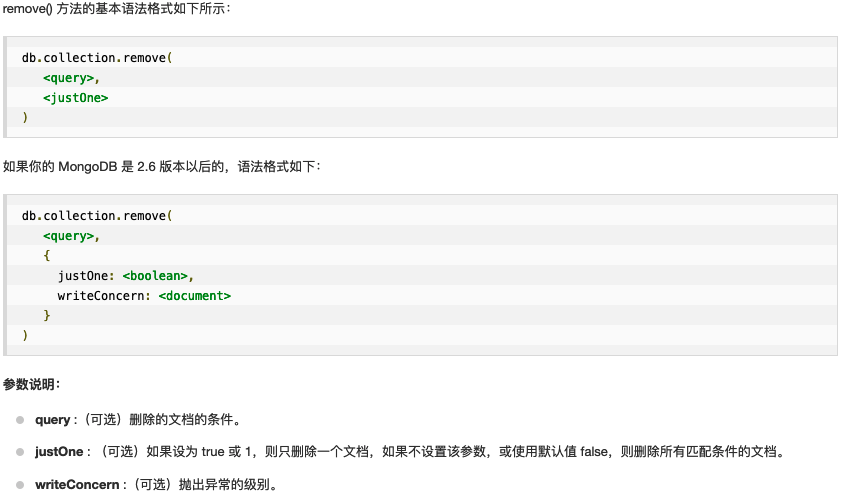 remove() 方法的基本语法格式如下所示：
db.collection.remove(
   <query>,
   <justOne>
)
如果你的 MongoDB 是 2.6 版本以后的，语法格式如下：
db.collection.remove(
   <query>,
   {
     justOne: <boolean>,
     writeConcern: <document>
   }
)
参数说明：
query :（可选）删除的文档的条件。
justOne : （可选）如果设为 true 或 1，则只删除一个文档，如果不设置该参数，或使用默认值 false，则删除所有匹配条件的文档。
writeConcern :（可选）抛出异常的级别。